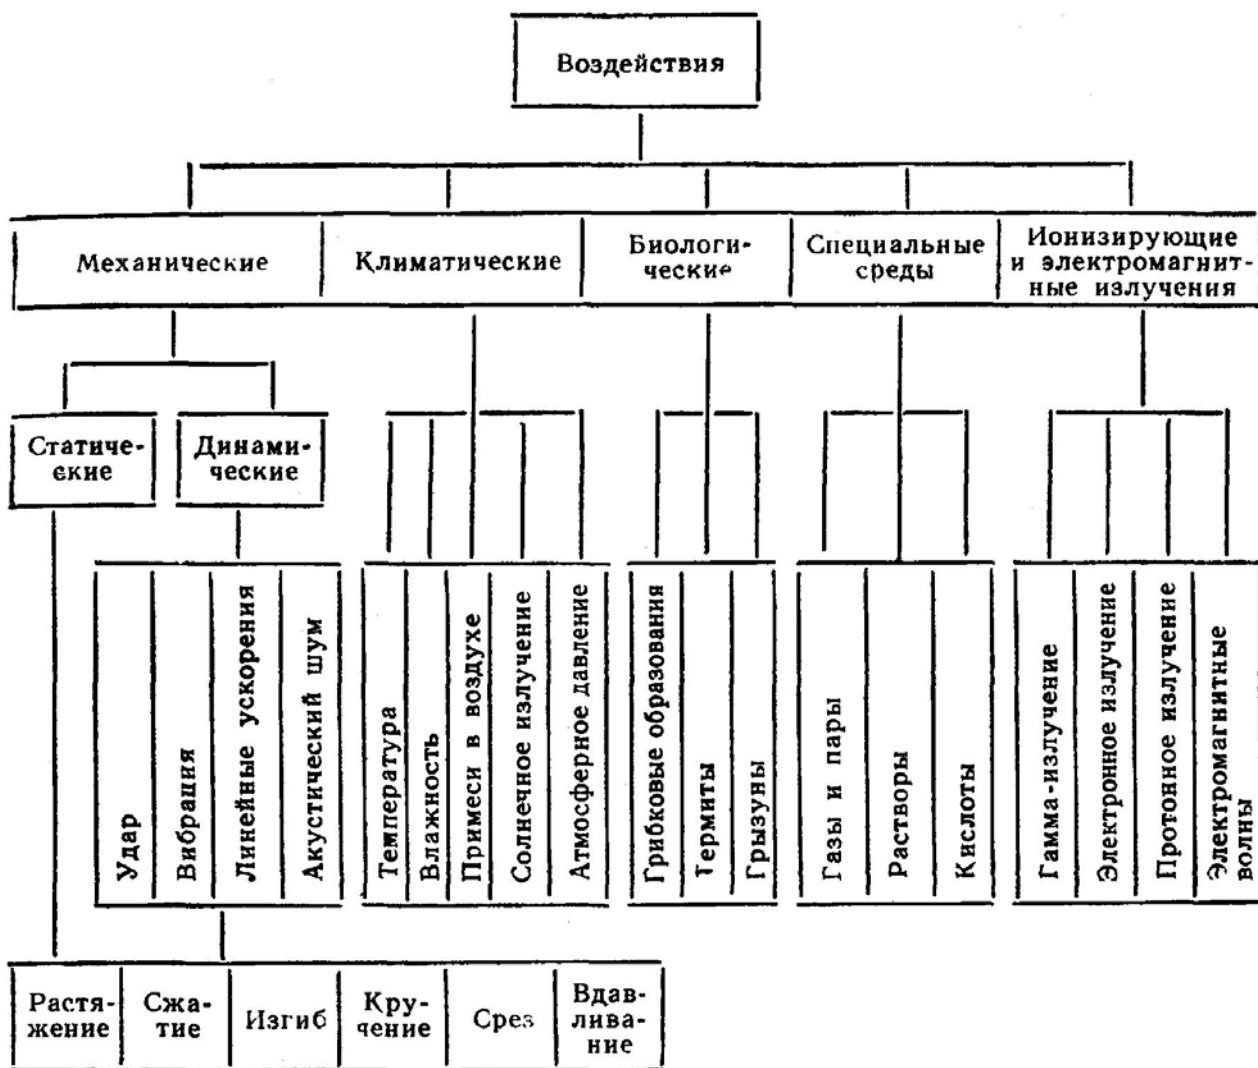 Воздействия
Механические
Климатические
Биологи-
ческие
Специальные
среды
Ионизирующие
и электромагнит-
ные излучения
Статиче-
ские
Динами-
ческие
Удар
Вибрация
Линейные ускорения
Акустический шум
Температура
Влажность
Примеси в воздухе
Солнечное излучение
Атмосферное давление
Грибковые образования
Термиты
Грызуны
Газы и пары
Растворы
Кислоты
Гамма-излучение
Электронное излучение
Протонное излучение
Электромагнитные
волны
Растя-
жение
Сжа-
тие
Изгиб
Кру-
чение
Срез
Вдав-
лива-
ние